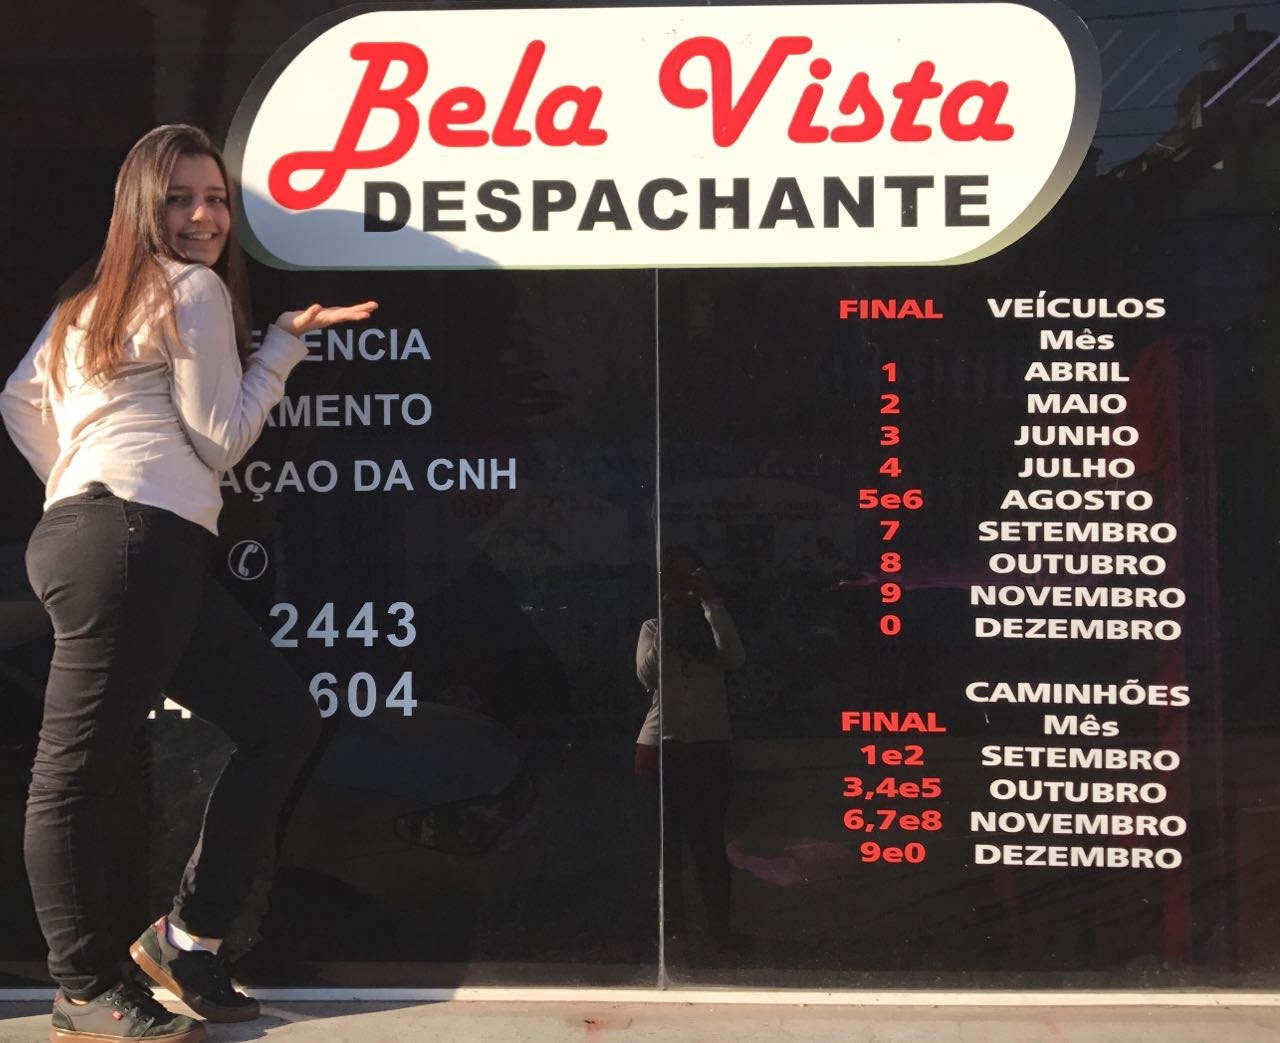 Bela Vista
DESPACHANTE
AMENTO
AÇAO DA CNH
2443
604
FINAL VEÍCULOS
Mês
1 ABRIL
2 MAIO
3 JUNHO
4 JULHO
5e6 AGOSTO
7 SETEMBRO
8 OUTUBRO
9 NOVEMBRO
0 DEZEMBRO
CAMINHÕES
FINAL Mês
1e2 SETEMBRO
3,4e5 OUTUBRO
6,7e8 NOVEMBRO
9e0 DEZEMBRO